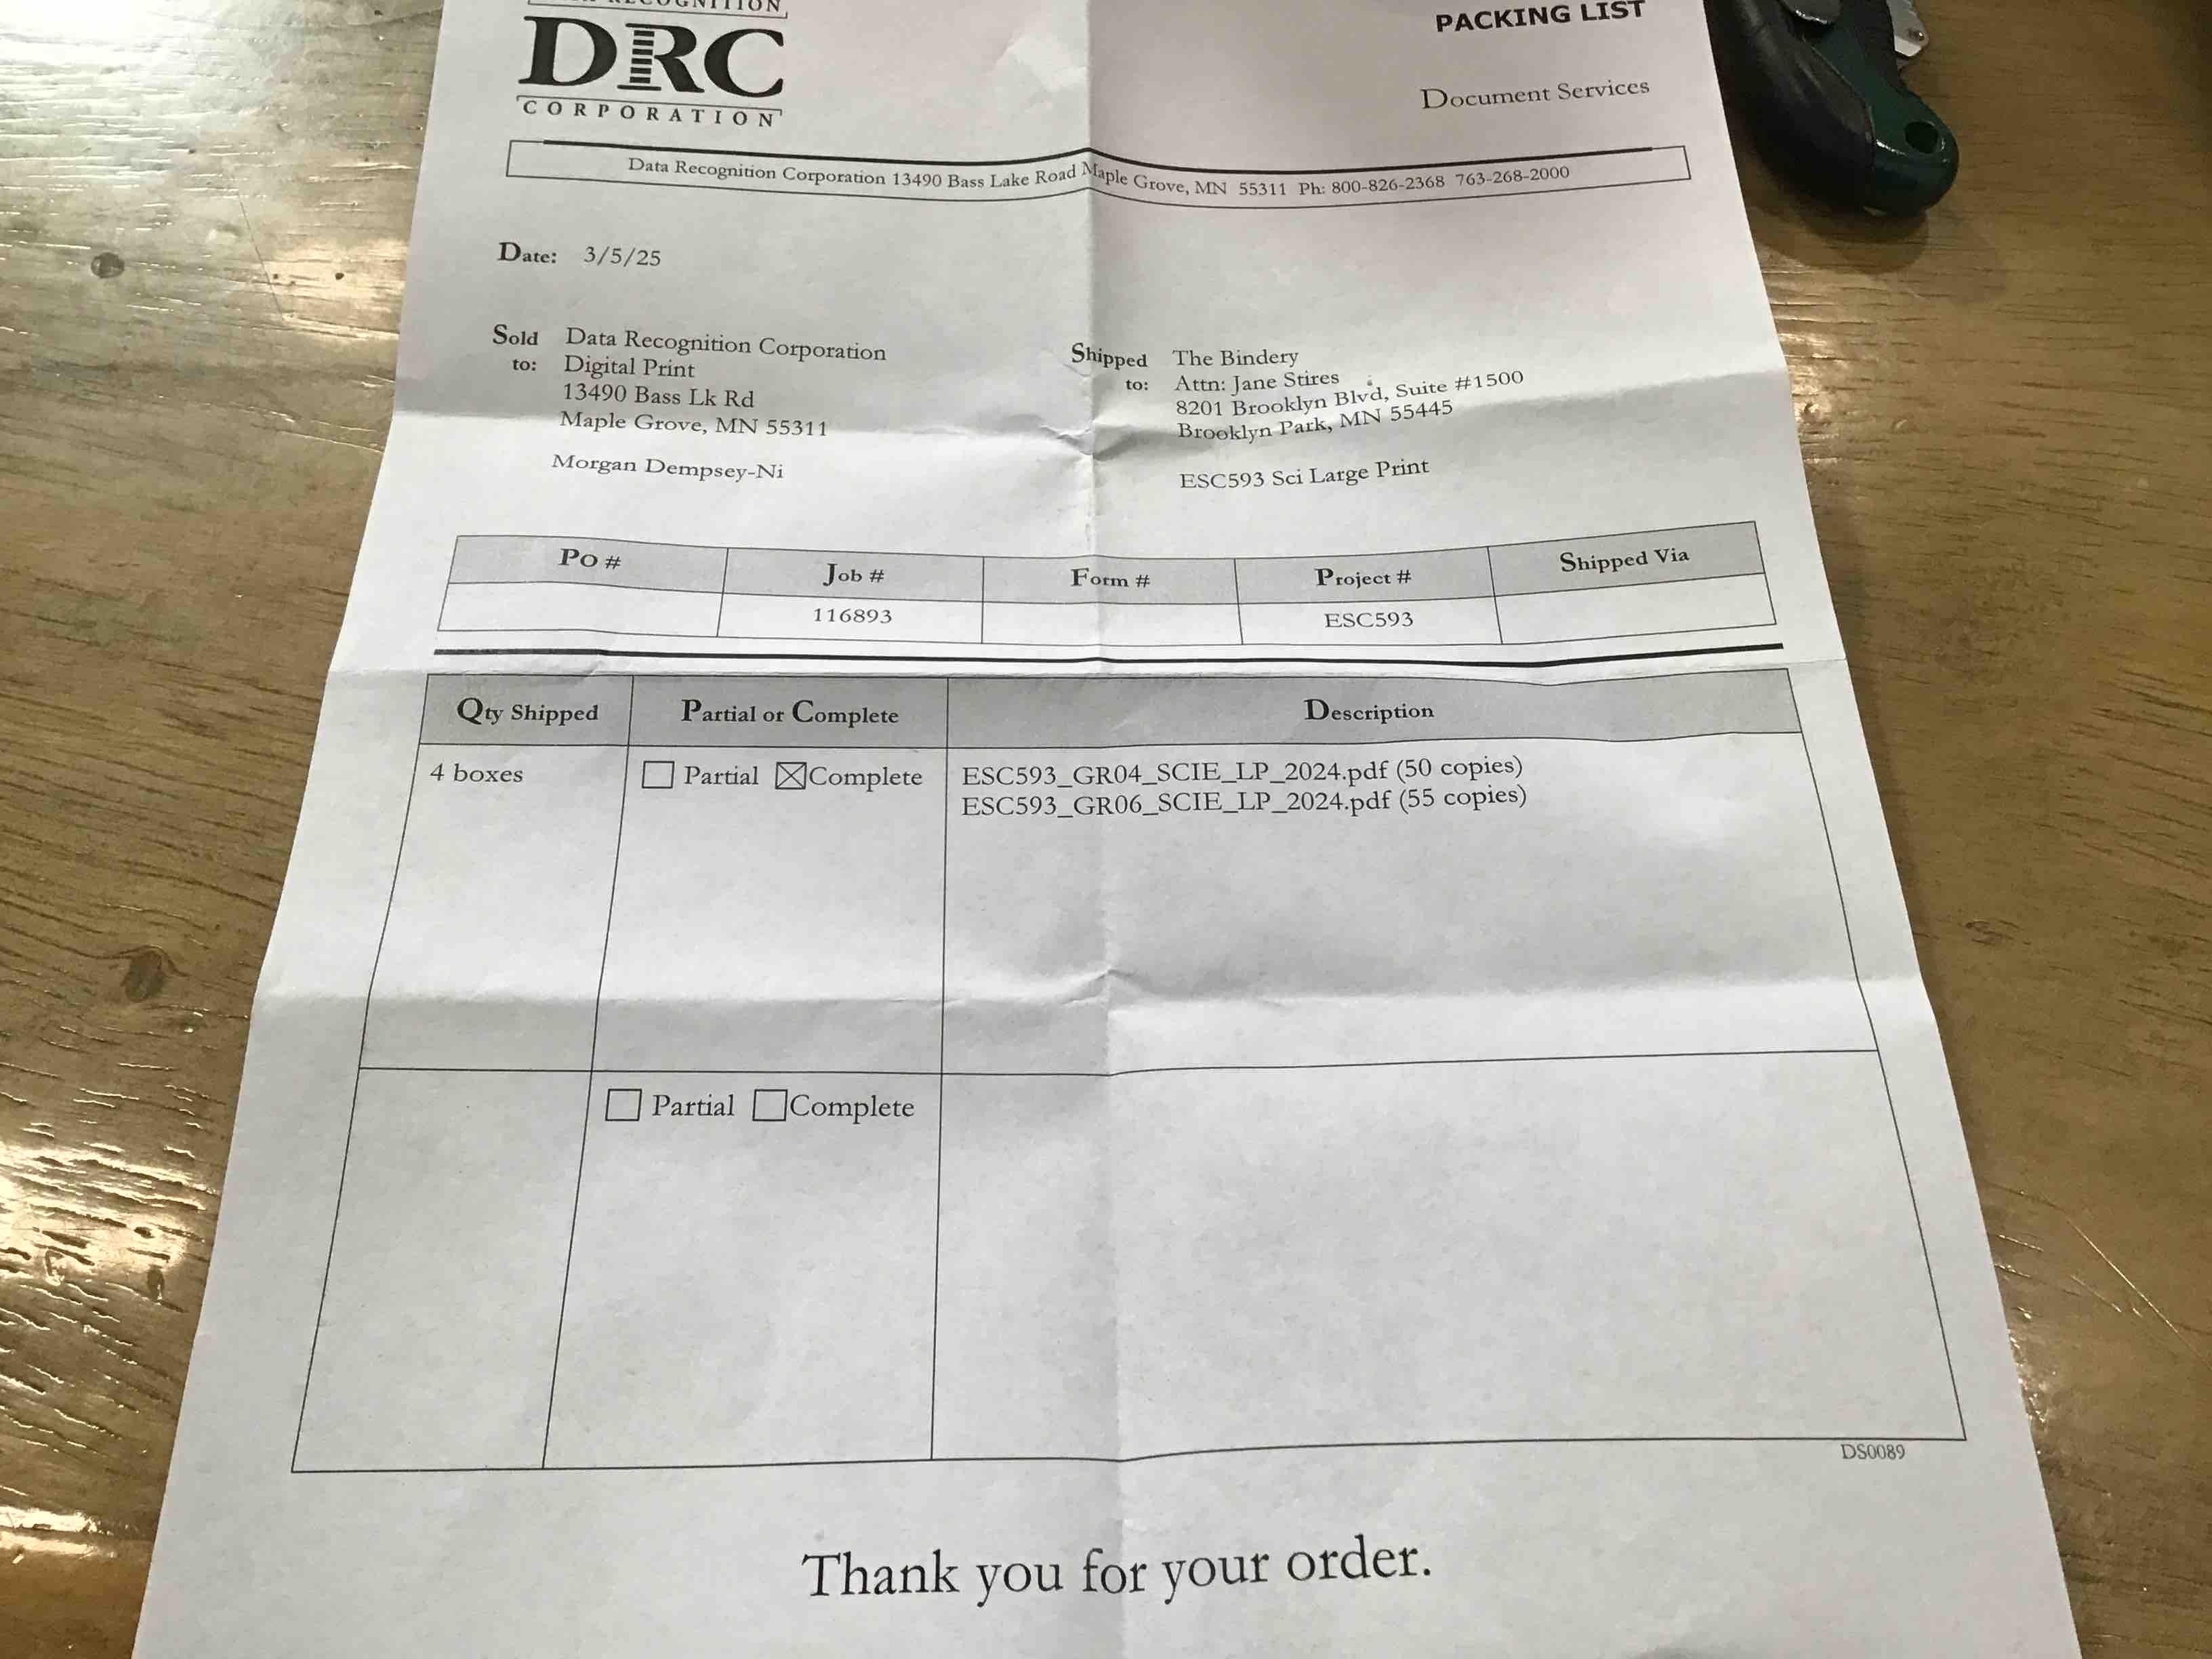 RECOGNITION
DRC
CORPORATION
PACKING LIST
Document Services
Data Recognition Corporation 13490 Bass Lake Road Maple Grove, MN 55311 Ph: 800-826-2368 763-268-2000
Date: 3/5/25
Sold to: Data Recognition Corporation
Digital Print
13490 Bass Lk Rd
Maple Grove, MN 55311
Morgan Dempsey-Ni
Shipped to: The Bindery
Attn: Jane Stires
8201 Brooklyn Blvd, Suite #1500
Brooklyn Park, MN 55445
ESC593 Sci Large Print
Po # Job # Form # Project # Shipped Via
116893 ESC593
Qty Shipped Partial or Complete Description
4 boxes Partial Complete ESC593_GR04_SCIE_LP_2024.pdf (50 copies)
ESC593_GR06_SCIE_LP_2024.pdf (55 copies)
Partial Complete
DS0089
Thank you for your order.